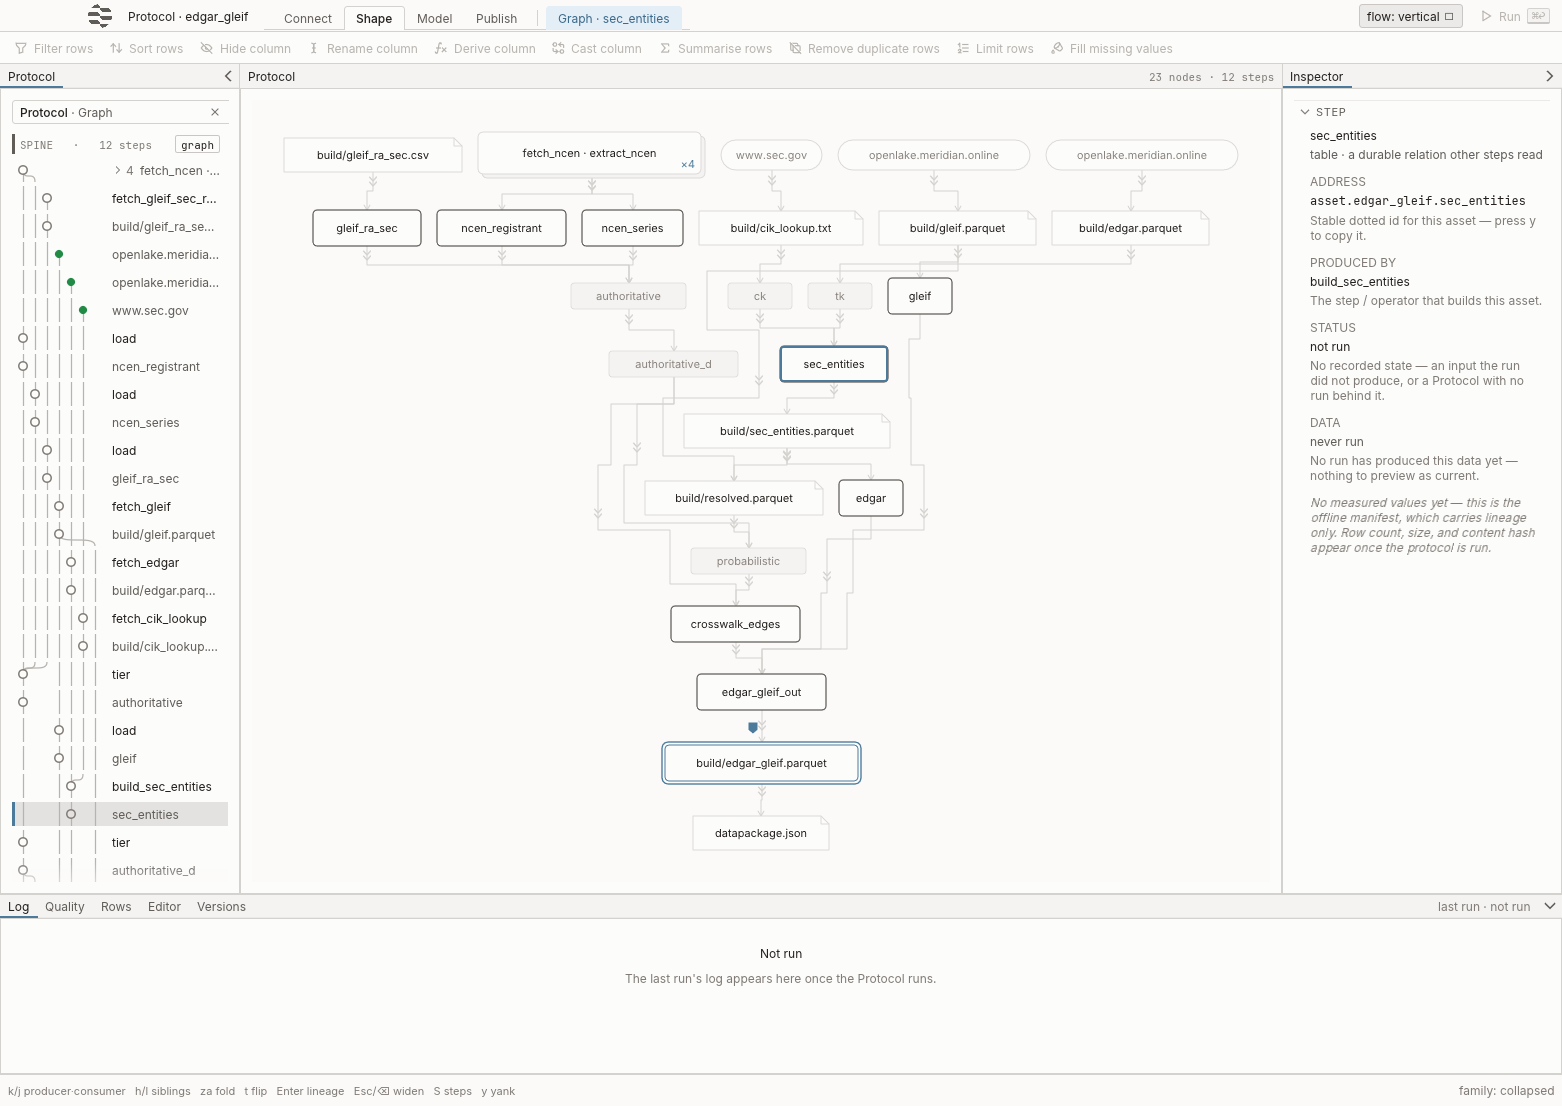 Protocol · edgar_gleif
Connect
Shape
Model
Publish
Graph · sec_entities
flow: vertical
Run
Filter rows
Sort rows
Hide column
Rename column
Derive column
Cast column
Summarise rows
Remove duplicate rows
Limit rows
Fill missing values
Protocol
Protocol
23 nodes · 12 steps
Inspector
Protocol · Graph
SPINE · 12 steps
graph
4 fetch_ncen ·...
fetch_gleif_sec_r...
build/gleif_ra_se...
openlake.meridia...
openlake.meridia...
www.sec.gov
load
ncen_registrant
load
ncen_series
load
gleif_ra_sec
fetch_gleif
build/gleif.parquet
fetch_edgar
build/edgar.parq...
fetch_cik_lookup
build/cik_lookup....
tier
authoritative
load
gleif
build_sec_entities
sec_entities
tier
authoritative_d
build/gleif_ra_sec.csv
fetch_ncen · extract_ncen
×4
www.sec.gov
openlake.meridian.online
openlake.meridian.online
gleif_ra_sec
ncen_registrant
ncen_series
build/cik_lookup.txt
build/gleif.parquet
build/edgar.parquet
authoritative
ck
tk
gleif
authoritative_d
sec_entities
build/sec_entities.parquet
build/resolved.parquet
edgar
probabilistic
crosswalk_edges
edgar_gleif_out
build/edgar_gleif.parquet
datapackage.json
STEP
sec_entities
table · a durable relation other steps read
ADDRESS
asset.edgar_gleif.sec_entities
Stable dotted id for this asset — press y
to copy it.
PRODUCED BY
build_sec_entities
The step / operator that builds this asset.
STATUS
not run
No recorded state — an input the run
did not produce, or a Protocol with no
run behind it.
DATA
never run
No run has produced this data yet —
nothing to preview as current.
No measured values yet — this is the
offline manifest, which carries lineage
only. Row count, size, and content hash
appear once the protocol is run.
Log
Quality
Rows
Editor
Versions
last run · not run
Not run
The last run's log appears here once the Protocol runs.
k/j producer·consumer
h/l siblings
za fold
t flip
Enter lineage
Esc/⌫ widen
S steps
y yank
family: collapsed